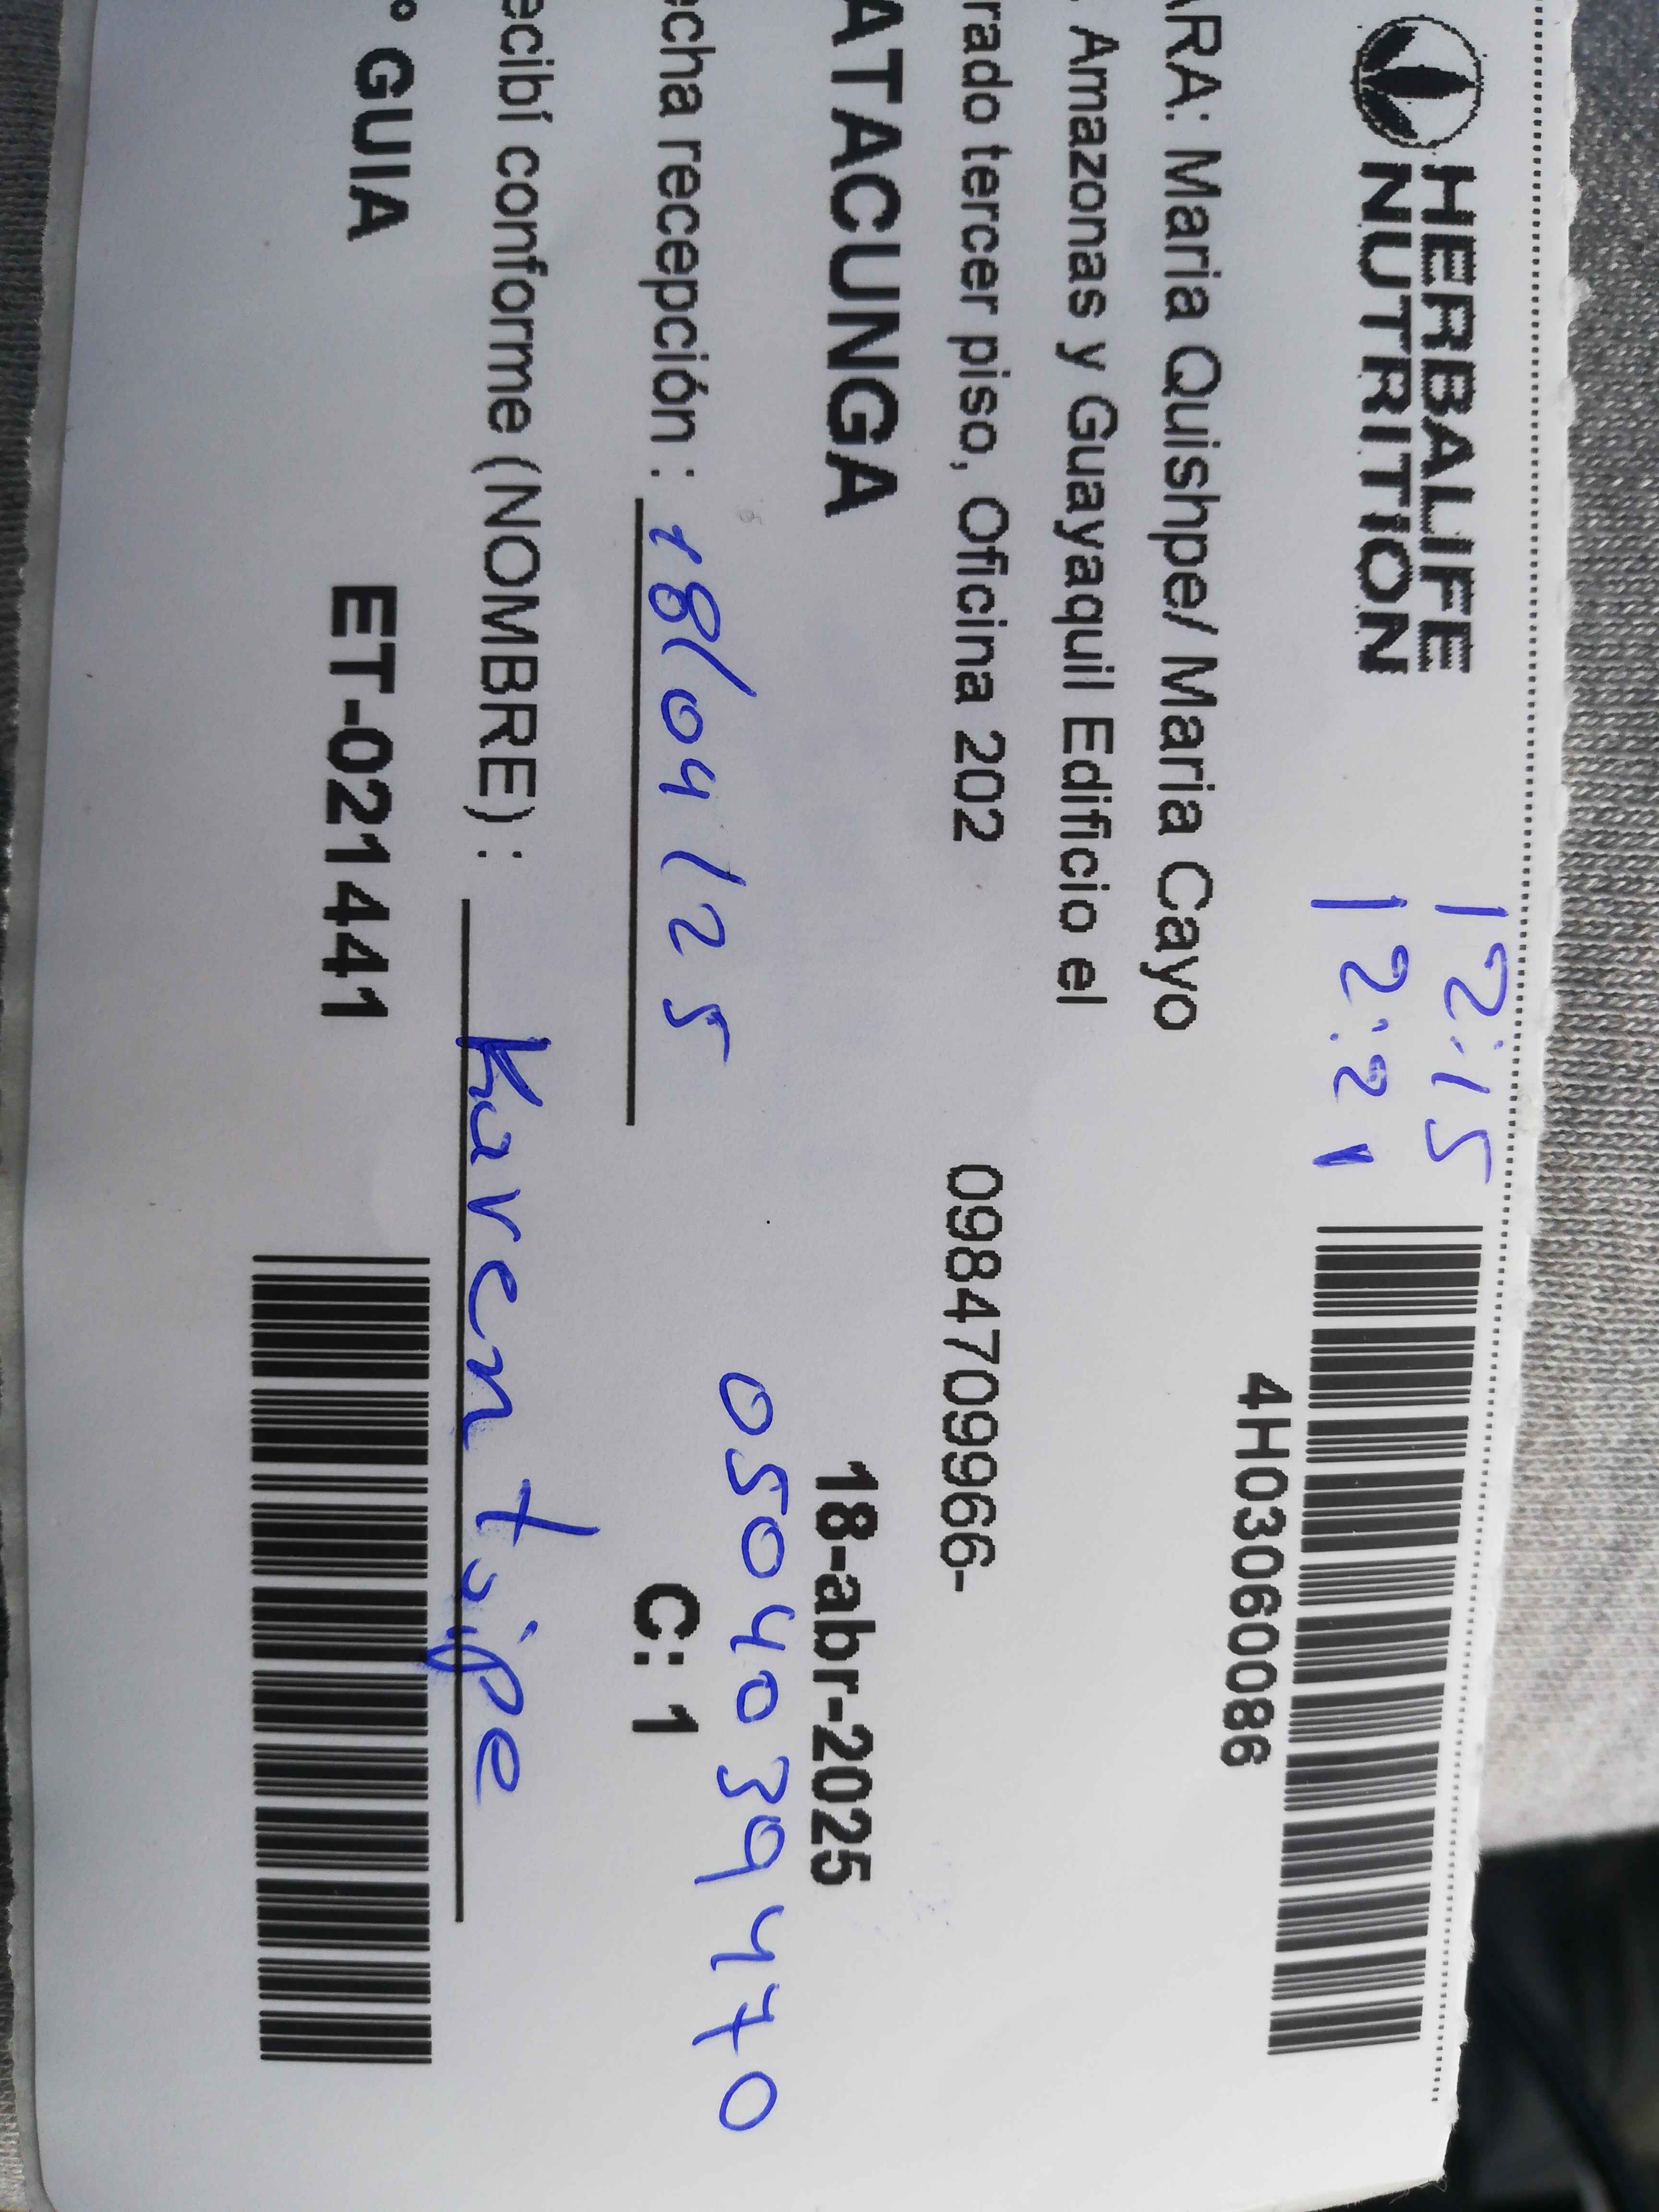 HERBALIFE
NUTRITION
12:15
12:21
4H03060086
ARA: Maria Quishpe/ Maria Cayo
. Amazonas y Guayaquil Edificio el
rado tercer piso, Oficina 202
0984709966-
ATACUNGA
18-abr-2025
0504039470
echa recepción : 18/04/25
C: 1
ecibí conforme (NOMBRE) : Karen toipe
° GUIA
ET-021441